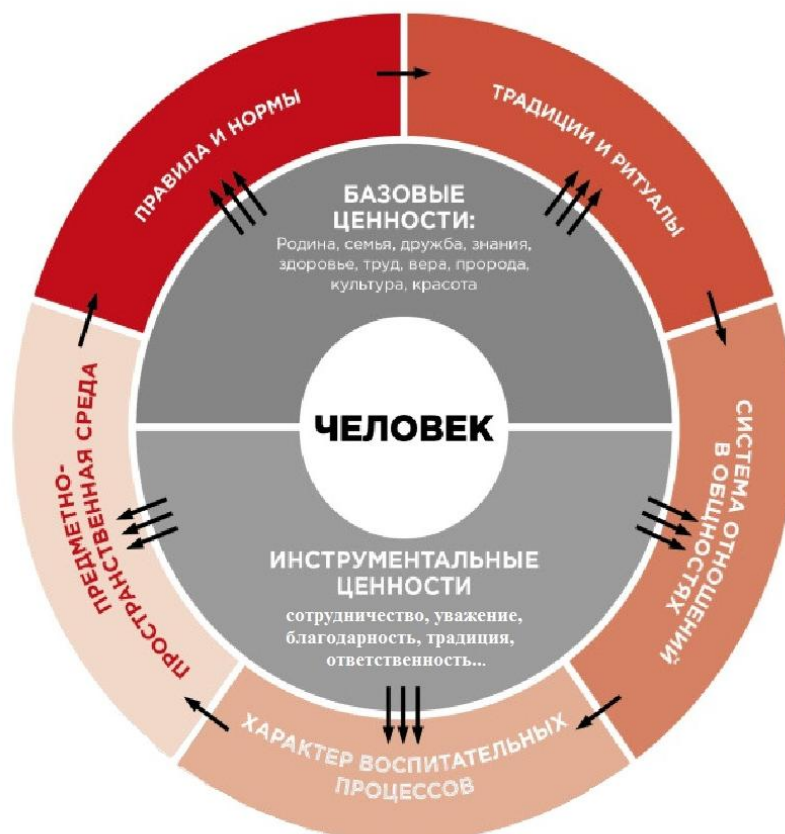 ПРАВИЛА И НОРМЫ
ТРАДИЦИИ И РИТУАЛЫ
БАЗОВЫЕ
ЦЕННОСТИ:
Родина, семья, дружба, знания,
здоровье, труд, вера, пророда,
культура, красота
ЧЕЛОВЕК
СИСТЕМА ОТНОШЕНИЙ
В ОБЩНОСТЯХ
ПРЕДМЕТНО-
ПРОСТРАНСТВЕННАЯ СРЕДА
ИНСТРУМЕНТАЛЬНЫЕ
ЦЕННОСТИ
сотрудничество, уважение,
благодарность, традиция,
ответственность...
ХАРАКТЕР ВОСПИТАТЕЛЬНЫХ
ПРОЦЕССОВ